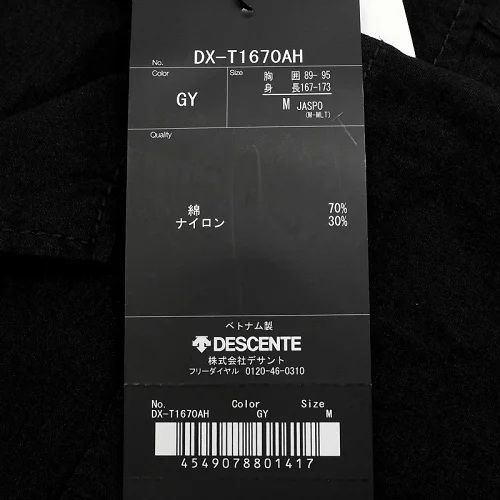 No. DX-T1670AH
Color Size 胸 囲 89- 95
身 長167-173
GY M JASPO
(M-MLT)
Quality
綿 70%
ナイロン 30%
ベトナム製
DESCENTE
株式会社デサント
フリーダイヤル 0120-46-0310
No. Color Size
DX-T1670AH GY M
4549078801417